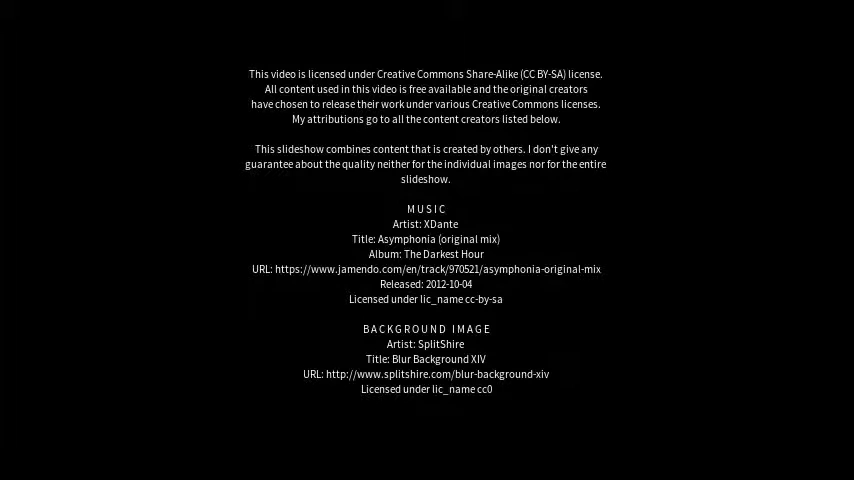 This video is licensed under Creative Commons Share-Alike (CC BY-SA) license.
All content used in this video is free available and the original creators
have chosen to release their work under various Creative Commons licenses.
My attributions go to all the content creators listed below.
This slideshow combines content that is created by others. I don't give any
guarantee about the quality neither for the individual images nor for the entire
slideshow.
MUSIC
Artist: XDante
Title: Asymphonia (original mix)
Album: The Darkest Hour
URL: https://www.jamendo.com/en/track/970521/asymphonia-original-mix
Released: 2012-10-04
Licensed under lic_name cc-by-sa
BACKGROUND IMAGE
Artist: SplitShire
Title: Blur Background XIV
URL: http://www.splitshire.com/blur-background-xiv
Licensed under lic_name cc0